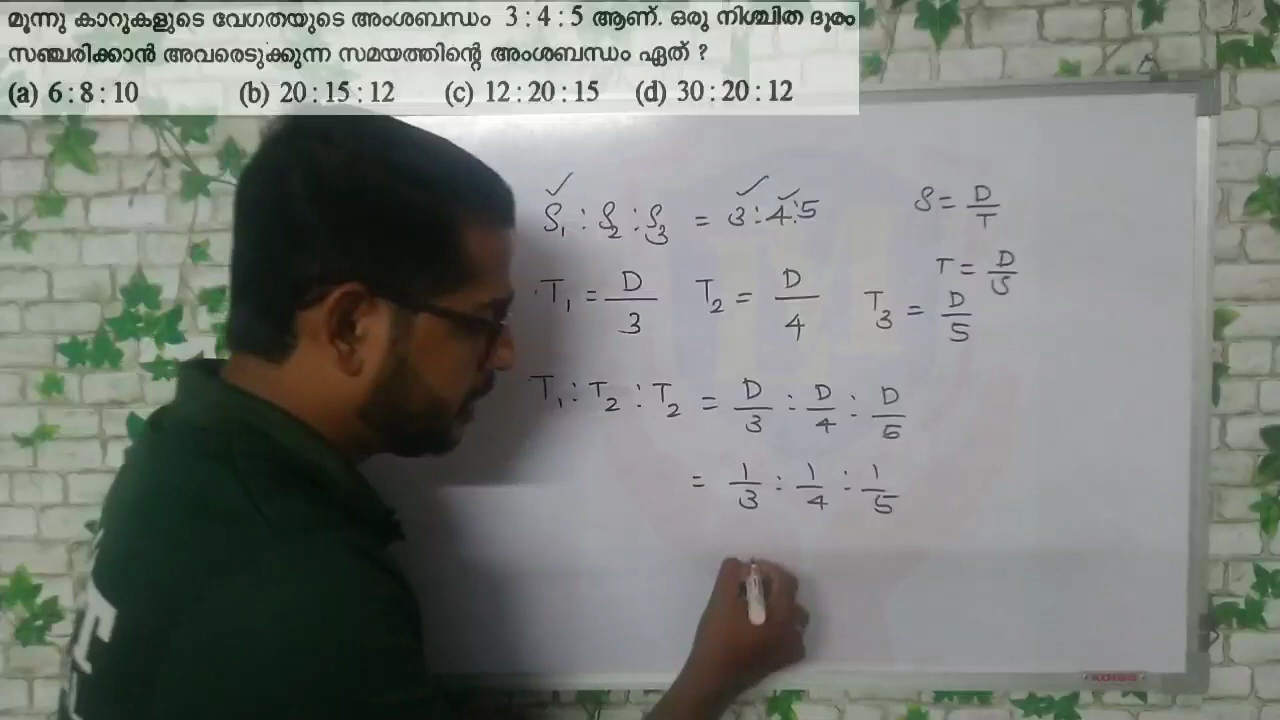 മൂന്നു കാറുകളുടെ വേഗതയുടെ അംശബന്ധം 3 : 4 : 5 ആണ്. ഒരു നിശ്ചിത ദൂരം
സഞ്ചരിക്കാൻ അവരെടുക്കുന്ന സമയത്തിന്റെ അംശബന്ധം ഏത് ?
(a) 6 : 8 : 10 (b) 20 : 15 : 12 (c) 12 : 20 : 15 (d) 30 : 20 : 12
S₁ : S₂ : S₃ = 3 : 4 : 5
S = D/T
T = D/S
T₁ = D/3 T₂ = D/4 T₃ = D/5
T₁ : T₂ : T₂ = D/3 : D/4 : D/5
= 1/3 : 1/4 : 1/5